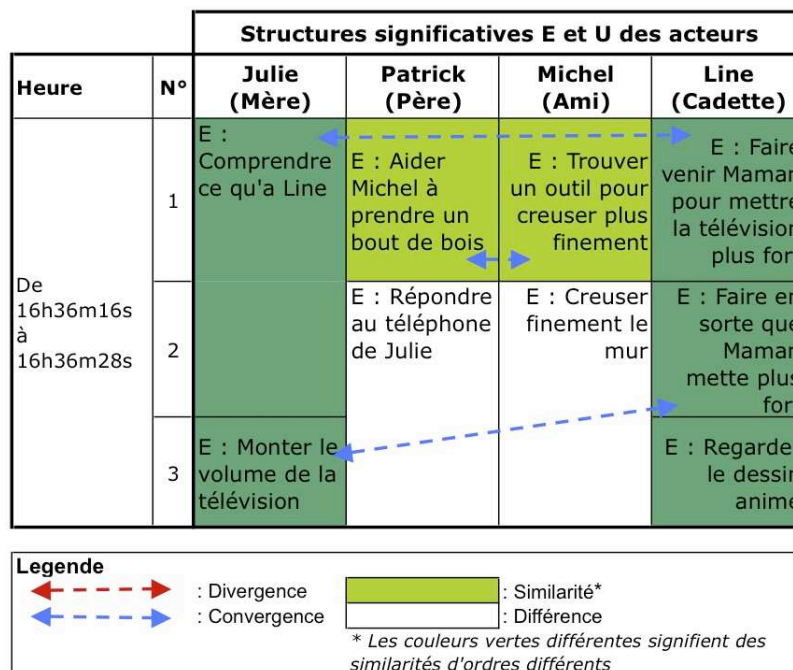 Structures significatives E et U des acteurs
Heure
N°
Julie
(Mère)
Patrick
(Père)
Michel
(Ami)
Line
(Cadette)
De
16h36m16s
à
16h36m28s
1
E :
Comprendre
ce qu'a Line
E : Aider
Michel à
prendre un
bout de bois
E : Trouver
un outil pour
creuser plus
finement
E : Faire
venir Maman
pour mettre
la télévision
plus for
2
E : Répondre
au téléphone
de Julie
E : Creuser
finement le
mur
E : Faire en
sorte que
Maman
mette plus
for
3
E : Monter le
volume de la
télévision
E : Regarde
le dessin
animé
Legende
: Divergence
: Convergence
: Similarité*
: Différence
* Les couleurs vertes différentes signifient des
similarités d'ordres différents